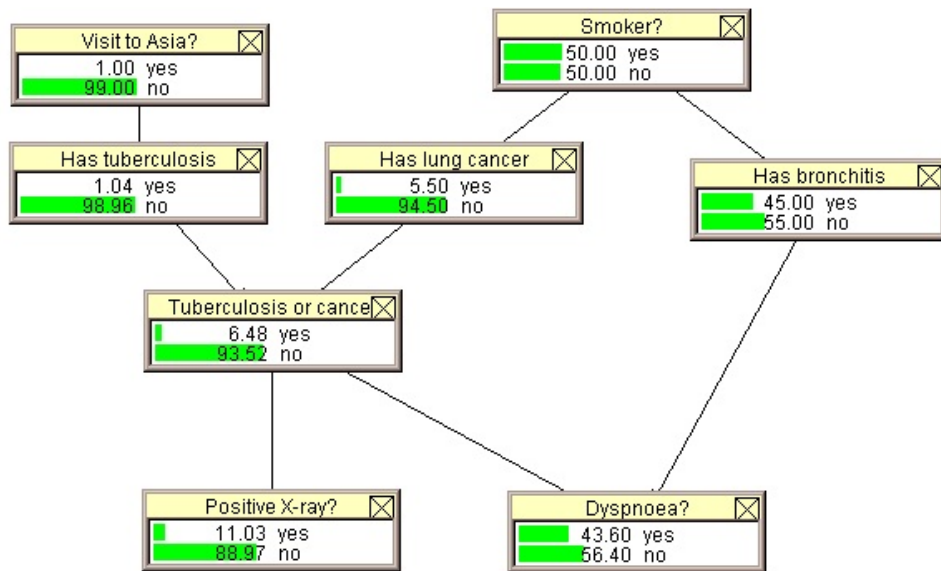 Visit to Asia?
1.00 yes
99.00 no
Smoker?
50.00 yes
50.00 no
Has tuberculosis
1.04 yes
98.96 no
Has lung cancer
5.50 yes
94.50 no
Has bronchitis
45.00 yes
55.00 no
Tuberculosis or cance
6.48 yes
93.52 no
Positive X-ray?
11.03 yes
88.97 no
Dyspnoea?
43.60 yes
56.40 no